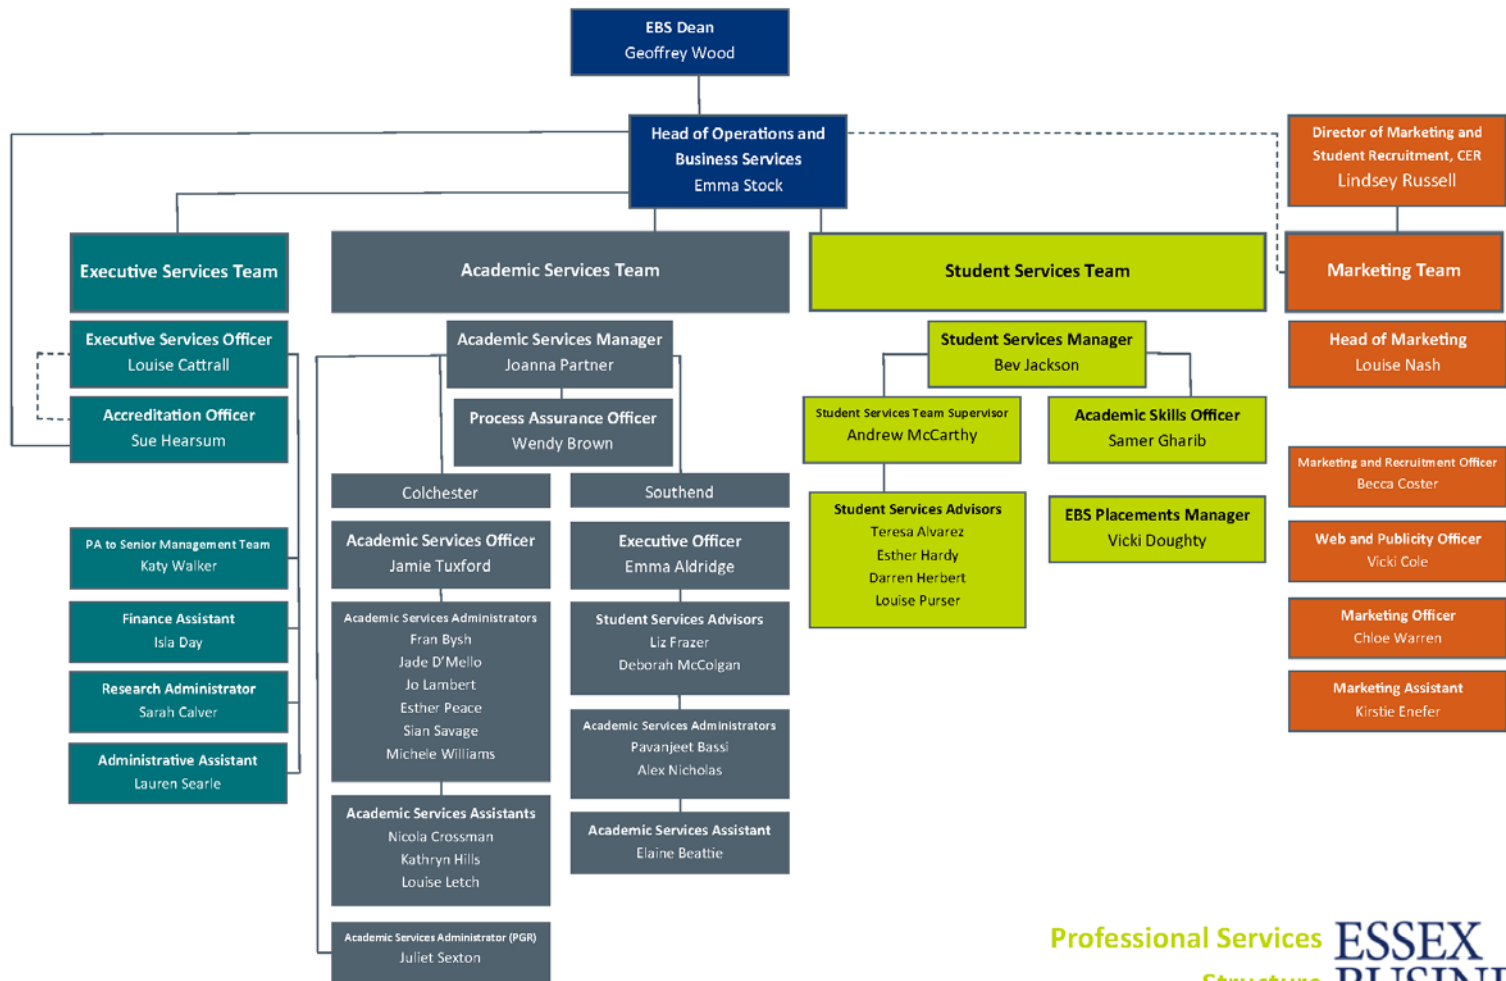 EBS Dean
Geoffrey Wood
Head of Operations and
Business Services
Emma Stock
Director of Marketing and
Student Recruitment, CER
Lindsey Russell
Executive Services Team
Academic Services Team
Student Services Team
Marketing Team
Executive Services Officer
Louise Cattrall
Accreditation Officer
Sue Hearsum
PA to Senior Management Team
Katy Walker
Finance Assistant
Isla Day
Research Administrator
Sarah Calver
Administrative Assistant
Lauren Searle
Academic Services Manager
Joanna Partner
Process Assurance Officer
Wendy Brown
Colchester
Academic Services Officer
Jamie Tuxford
Academic Services Administrators
Fran Bysh
Jade D’Mello
Jo Lambert
Esther Peace
Sian Savage
Michele Williams
Academic Services Assistants
Nicola Crossman
Kathryn Hills
Louise Letch
Academic Services Administrator (PGR)
Juliet Sexton
Southend
Executive Officer
Emma Aldridge
Student Services Advisors
Liz Frazer
Deborah McColgan
Academic Services Administrators
Pavanjeet Bassi
Alex Nicholas
Academic Services Assistant
Elaine Beattie
Student Services Manager
Bev Jackson
Student Services Team Supervisor
Andrew McCarthy
Student Services Advisors
Teresa Alvarez
Esther Hardy
Darren Herbert
Louise Purser
Academic Skills Officer
Samer Gharib
EBS Placements Manager
Vicki Doughty
Head of Marketing
Louise Nash
Marketing and Recruitment Officer
Becca Coster
Web and Publicity Officer
Vicki Cole
Marketing Officer
Chloe Warren
Marketing Assistant
Kirstie Enefer
Professional Services
Structure
ESSEX
BUSINE